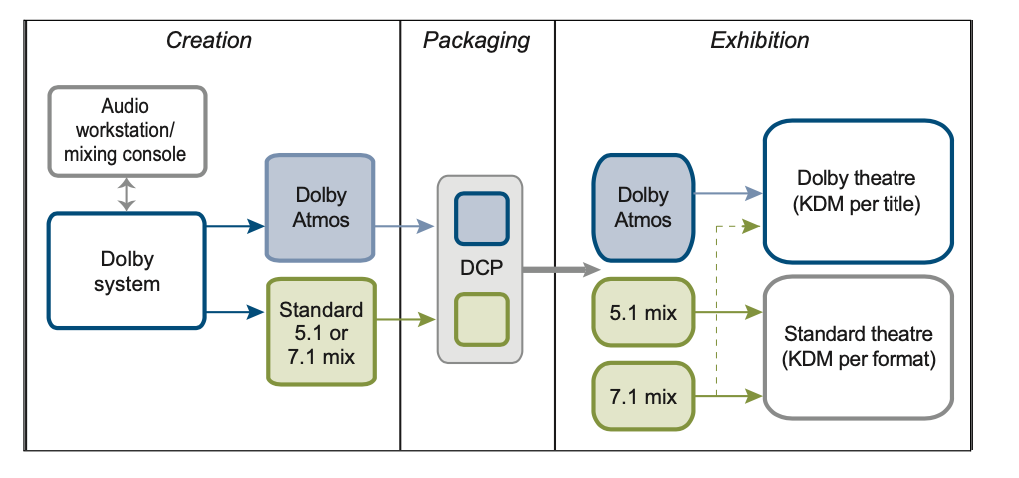 Creation
Packaging
Exhibition
Audio
workstation/
mixing console
Dolby
system
Dolby
Atmos
Standard
5.1 or
7.1 mix
DCP
Dolby
Atmos
5.1 mix
7.1 mix
Dolby theatre
(KDM per title)
Standard theatre
(KDM per format)